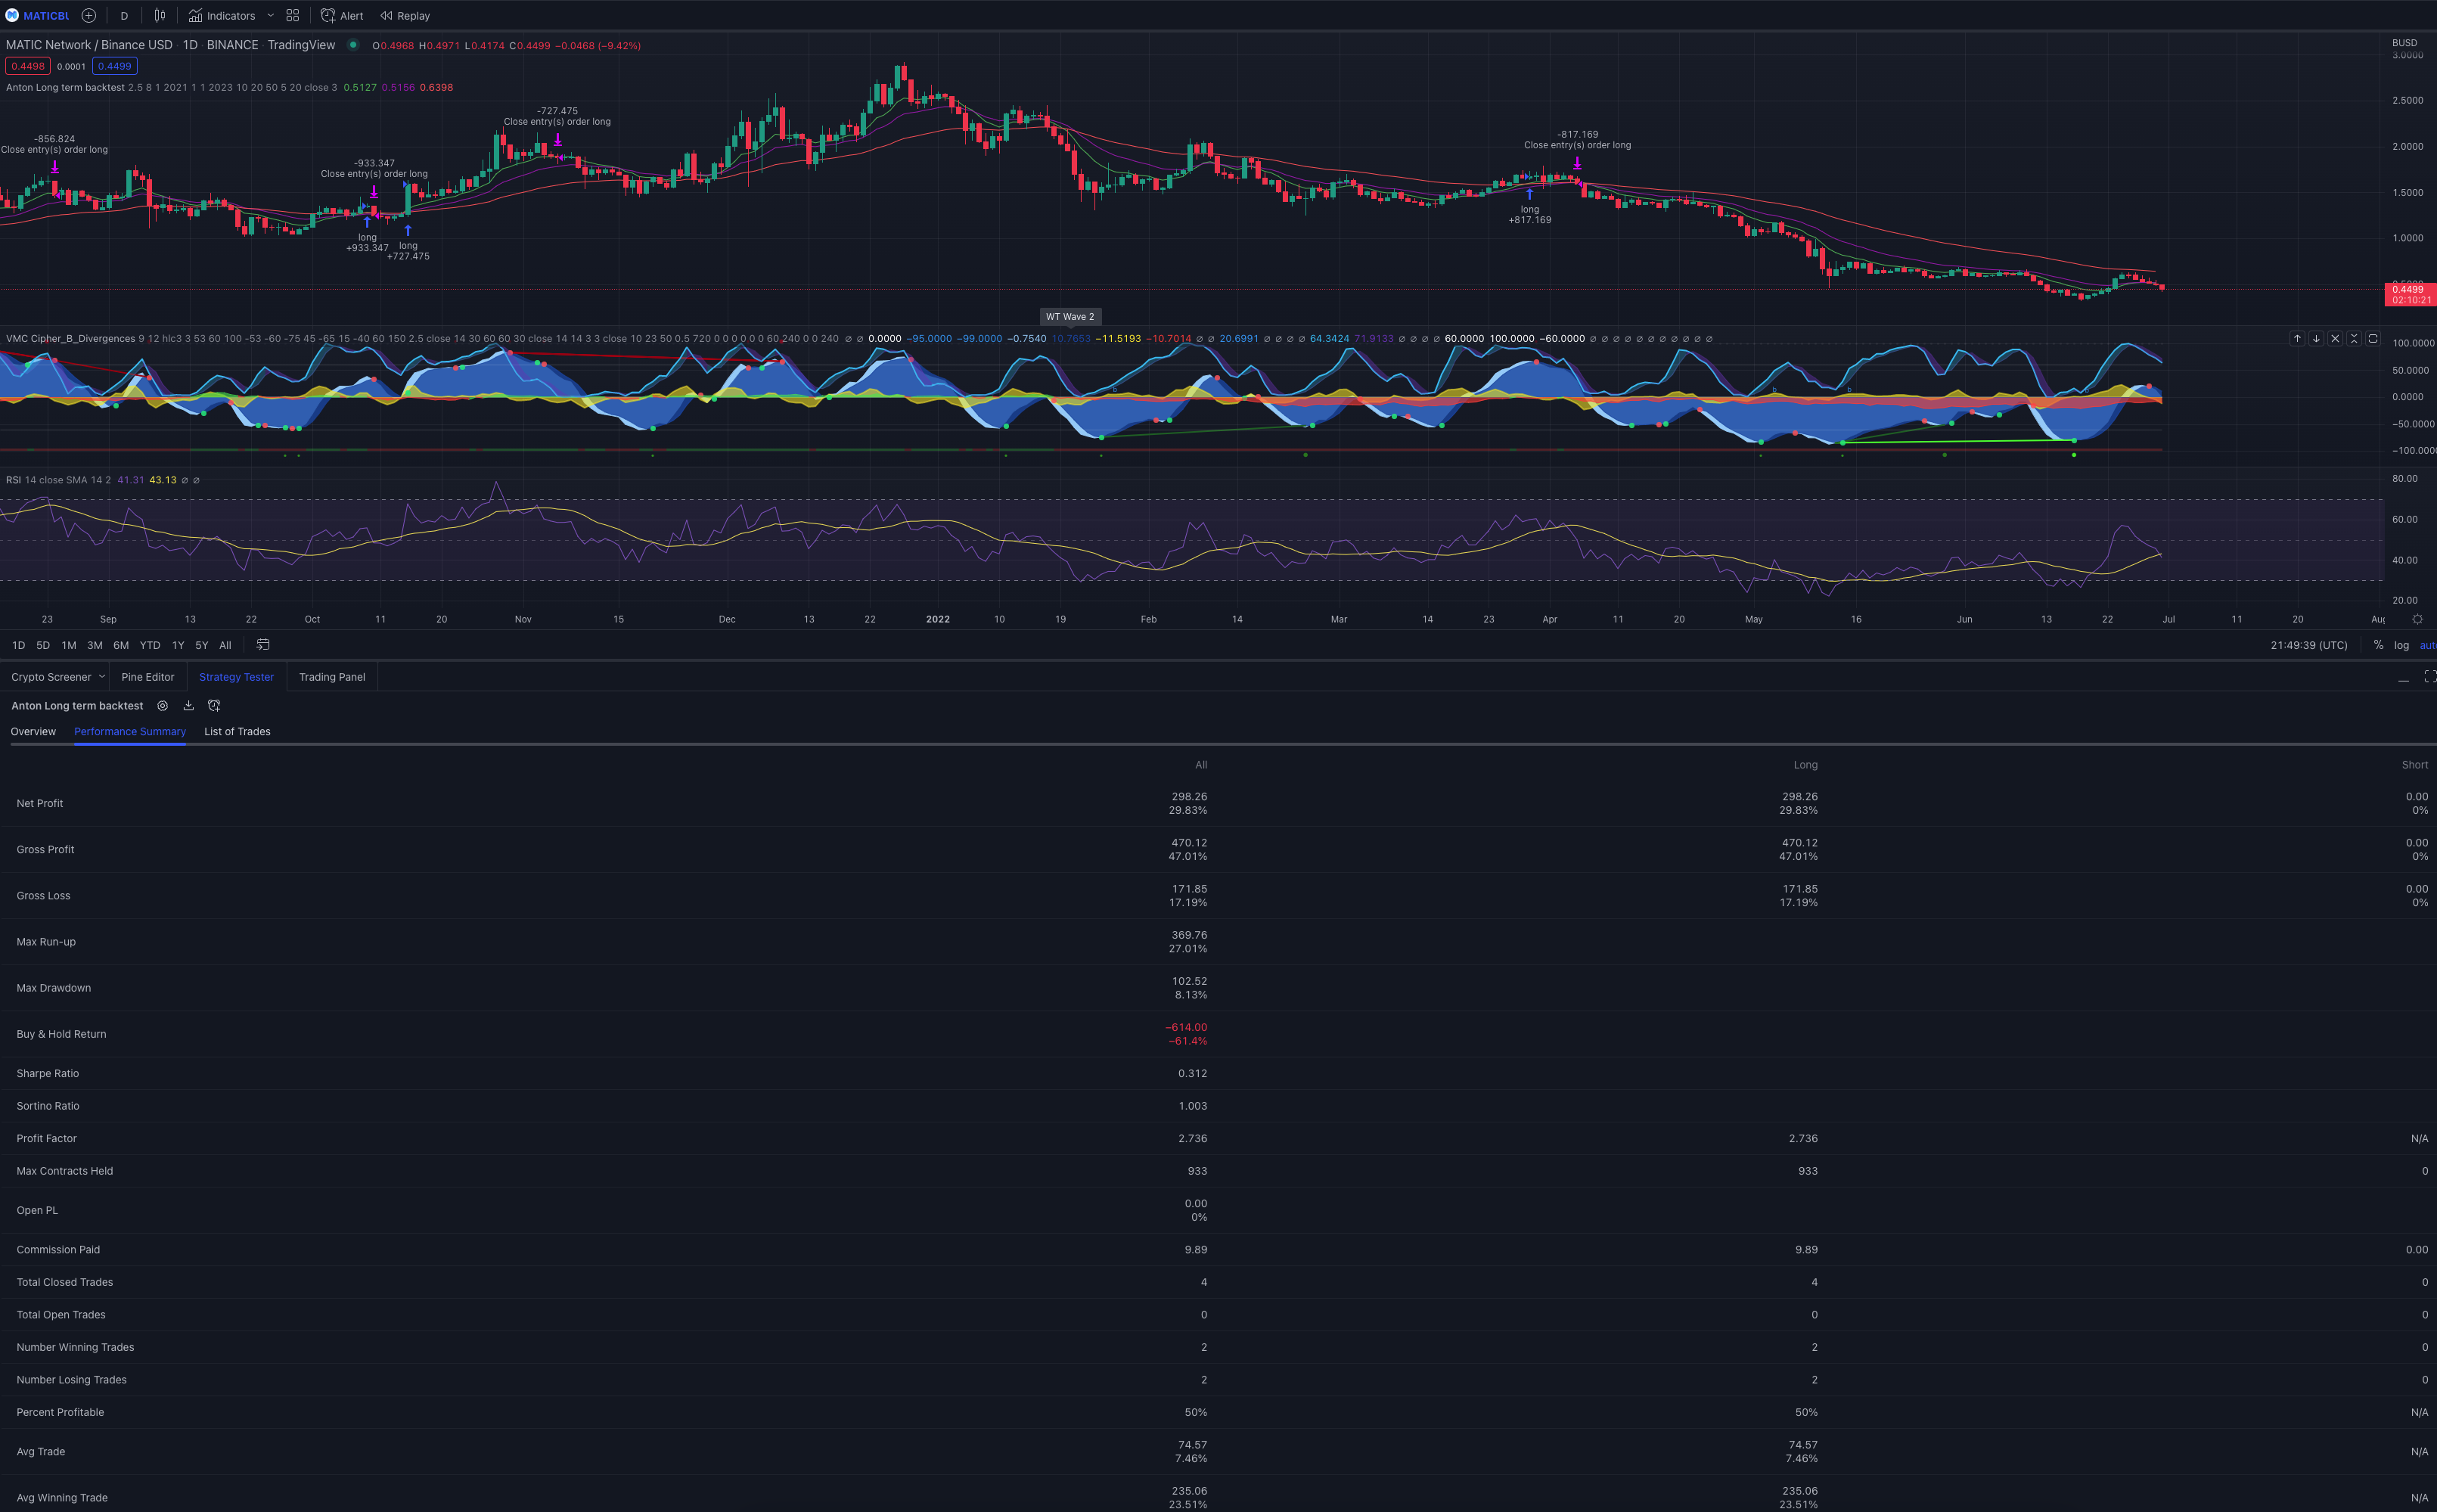 MATICBU
D
Indicators
Alert
Replay
MATIC Network / Binance USD · 1D · BINANCE · TradingView
O0.4968 H0.4971 L0.4174 C0.4499 −0.0468 (−9.42%)
0.4498 0.0001 0.4499
Anton Long term backtest 2.5 8 1 2021 1 1 2023 10 20 50 5 20 close 3 0.5127 0.5156 0.6398
BUSD
3.0000
2.5000
2.0000
1.5000
1.0000
0.4499
02:10:21
-856.824
Close entry(s) order long
-933.347
Close entry(s) order long
-727.475
Close entry(s) order long
-817.169
Close entry(s) order long
long
+933.347
long
+727.475
long
+817.169
WT Wave 2
VMC Cipher_B_Divergences 9 12 hlc3 3 53 60 100 -53 -60 -75 45 -65 15 -40 60 150 2.5 close 14 30 60 60 30 close 14 14 3 3 close 10 23 50 0.5 720 0 0 0 0 0 0 60 240 0 0 240 ∅ ∅ 0.0000 −95.0000 −99.0000 −0.7540 10.7653 −11.5193 −10.7014 ∅ ∅ 20.6991 ∅ ∅ ∅ ∅ 64.3424 71.9133 ∅ ∅ ∅ ∅ 60.0000 100.0000 −60.0000 ∅ ∅ ∅ ∅ ∅ ∅ ∅ ∅ ∅ ∅ ∅
100.0000
50.0000
0.0000
−50.0000
−100.0000
RSI 14 close SMA 14 2 41.31 43.13 ∅ ∅
80.00
60.00
40.00
20.00
23 Sep 13 22 Oct 11 20 Nov 15 Dec 13 22 2022 10 19 Feb 14 Mar 14 23 Apr 11 20 May 16 Jun 13 22 Jul 11 20 Aug
1D 5D 1M 3M 6M YTD 1Y 5Y All
21:49:39 (UTC) % log auto
Crypto Screener Pine Editor Strategy Tester Trading Panel
Anton Long term backtest
Overview Performance Summary List of Trades
All Long Short
Net Profit 298.26 298.26 0.00
29.83% 29.83% 0%
Gross Profit 470.12 470.12 0.00
47.01% 47.01% 0%
Gross Loss 171.85 171.85 0.00
17.19% 17.19% 0%
Max Run-up 369.76
27.01%
Max Drawdown 102.52
8.13%
Buy & Hold Return −614.00
−61.4%
Sharpe Ratio 0.312
Sortino Ratio 1.003
Profit Factor 2.736 2.736 N/A
Max Contracts Held 933 933 0
Open PL 0.00
0%
Commission Paid 9.89 9.89 0.00
Total Closed Trades 4 4 0
Total Open Trades 0 0 0
Number Winning Trades 2 2 0
Number Losing Trades 2 2 0
Percent Profitable 50% 50% N/A
Avg Trade 74.57 74.57 N/A
7.46% 7.46%
Avg Winning Trade 235.06 235.06 N/A
23.51% 23.51%